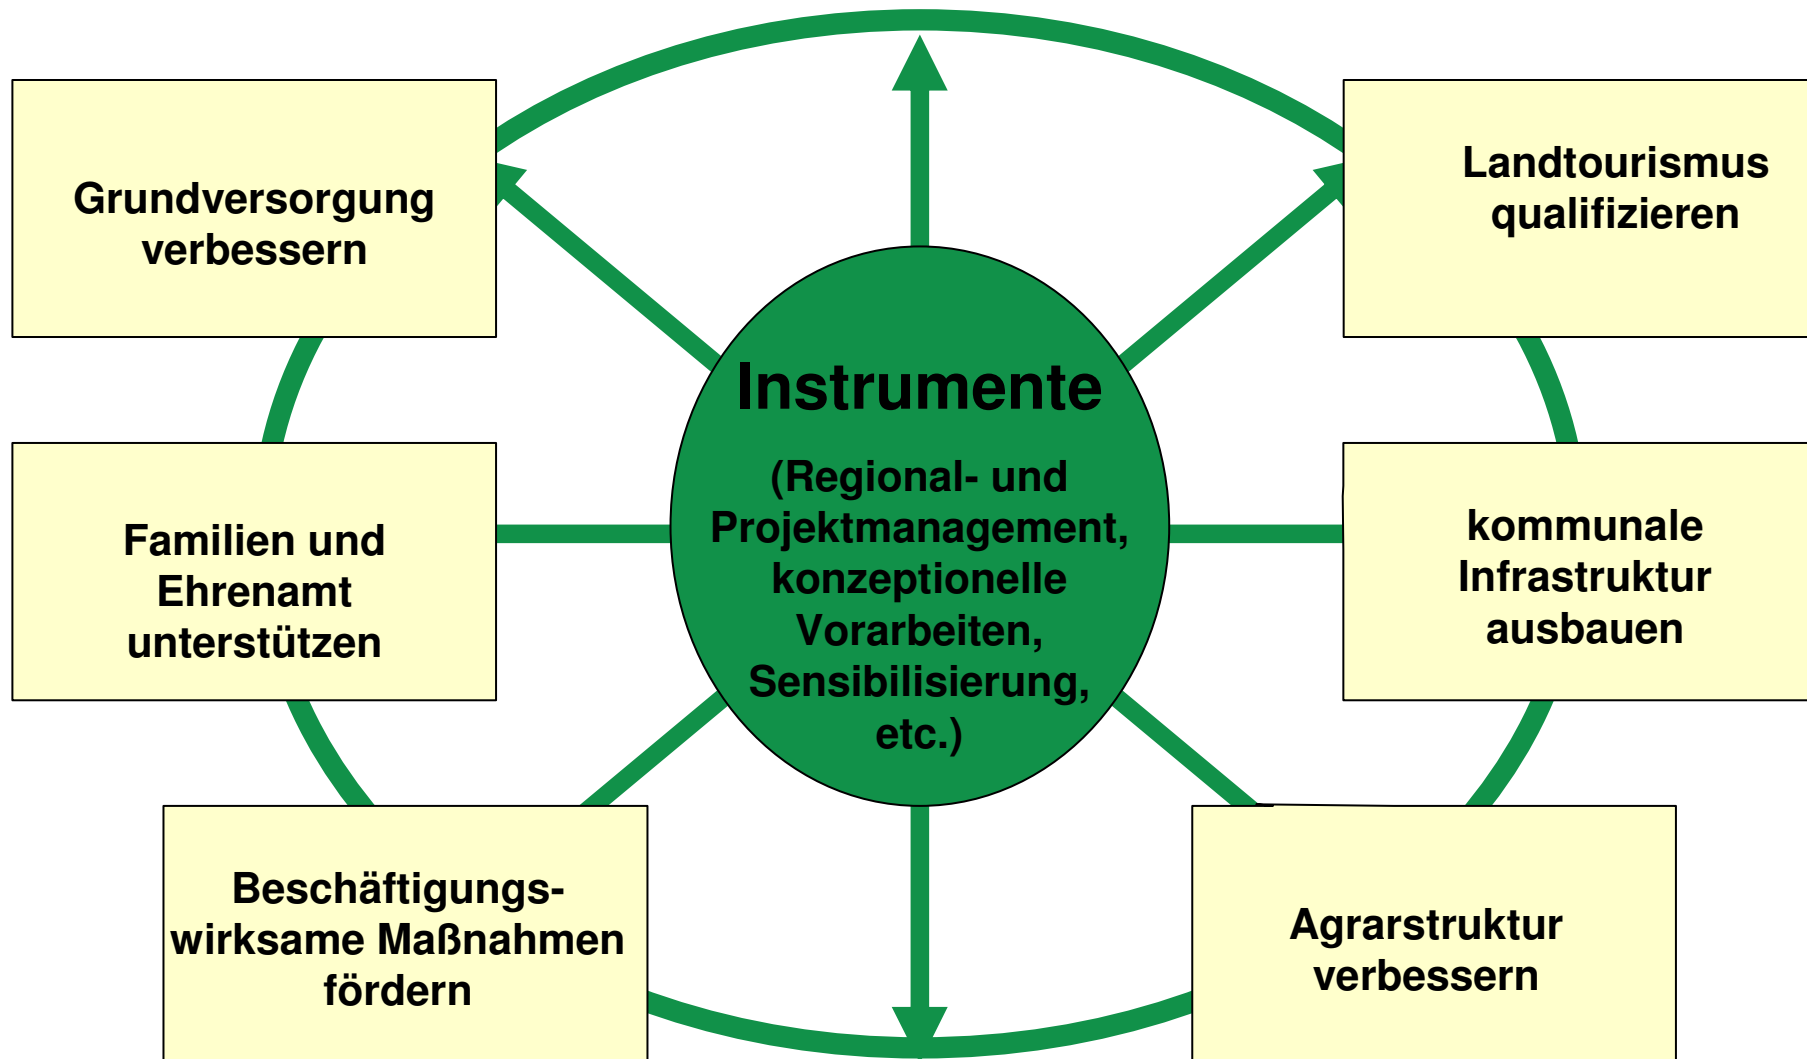 Grundversorgung
verbessern
Landtourismus
qualifizieren
Instrumente
(Regional- und
Projektmanagement,
konzeptionelle
Vorarbeiten,
Sensibilisierung,
etc.)
Familien und
Ehrenamt
unterstützen
kommunale
Infrastruktur
ausbauen
Beschäftigungs-
wirksame Maßnahmen
fördern
Agrarstruktur
verbessern